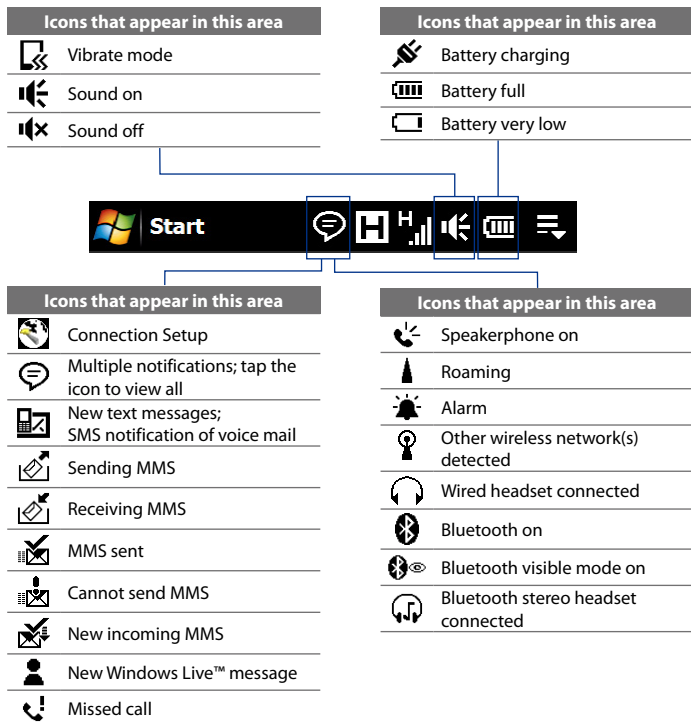 Icons that appear in this area
Vibrate mode
Sound on
Sound off
Icons that appear in this area
Battery charging
Battery full
Battery very low
Start
H
H
Icons that appear in this area
Connection Setup
Multiple notifications; tap the
icon to view all
New text messages;
SMS notification of voice mail
Sending MMS
Receiving MMS
MMS sent
Cannot send MMS
New incoming MMS
New Windows Live™ message
Missed call
Icons that appear in this area
Speakerphone on
Roaming
Alarm
Other wireless network(s)
detected
Wired headset connected
Bluetooth on
Bluetooth visible mode on
Bluetooth stereo headset
connected